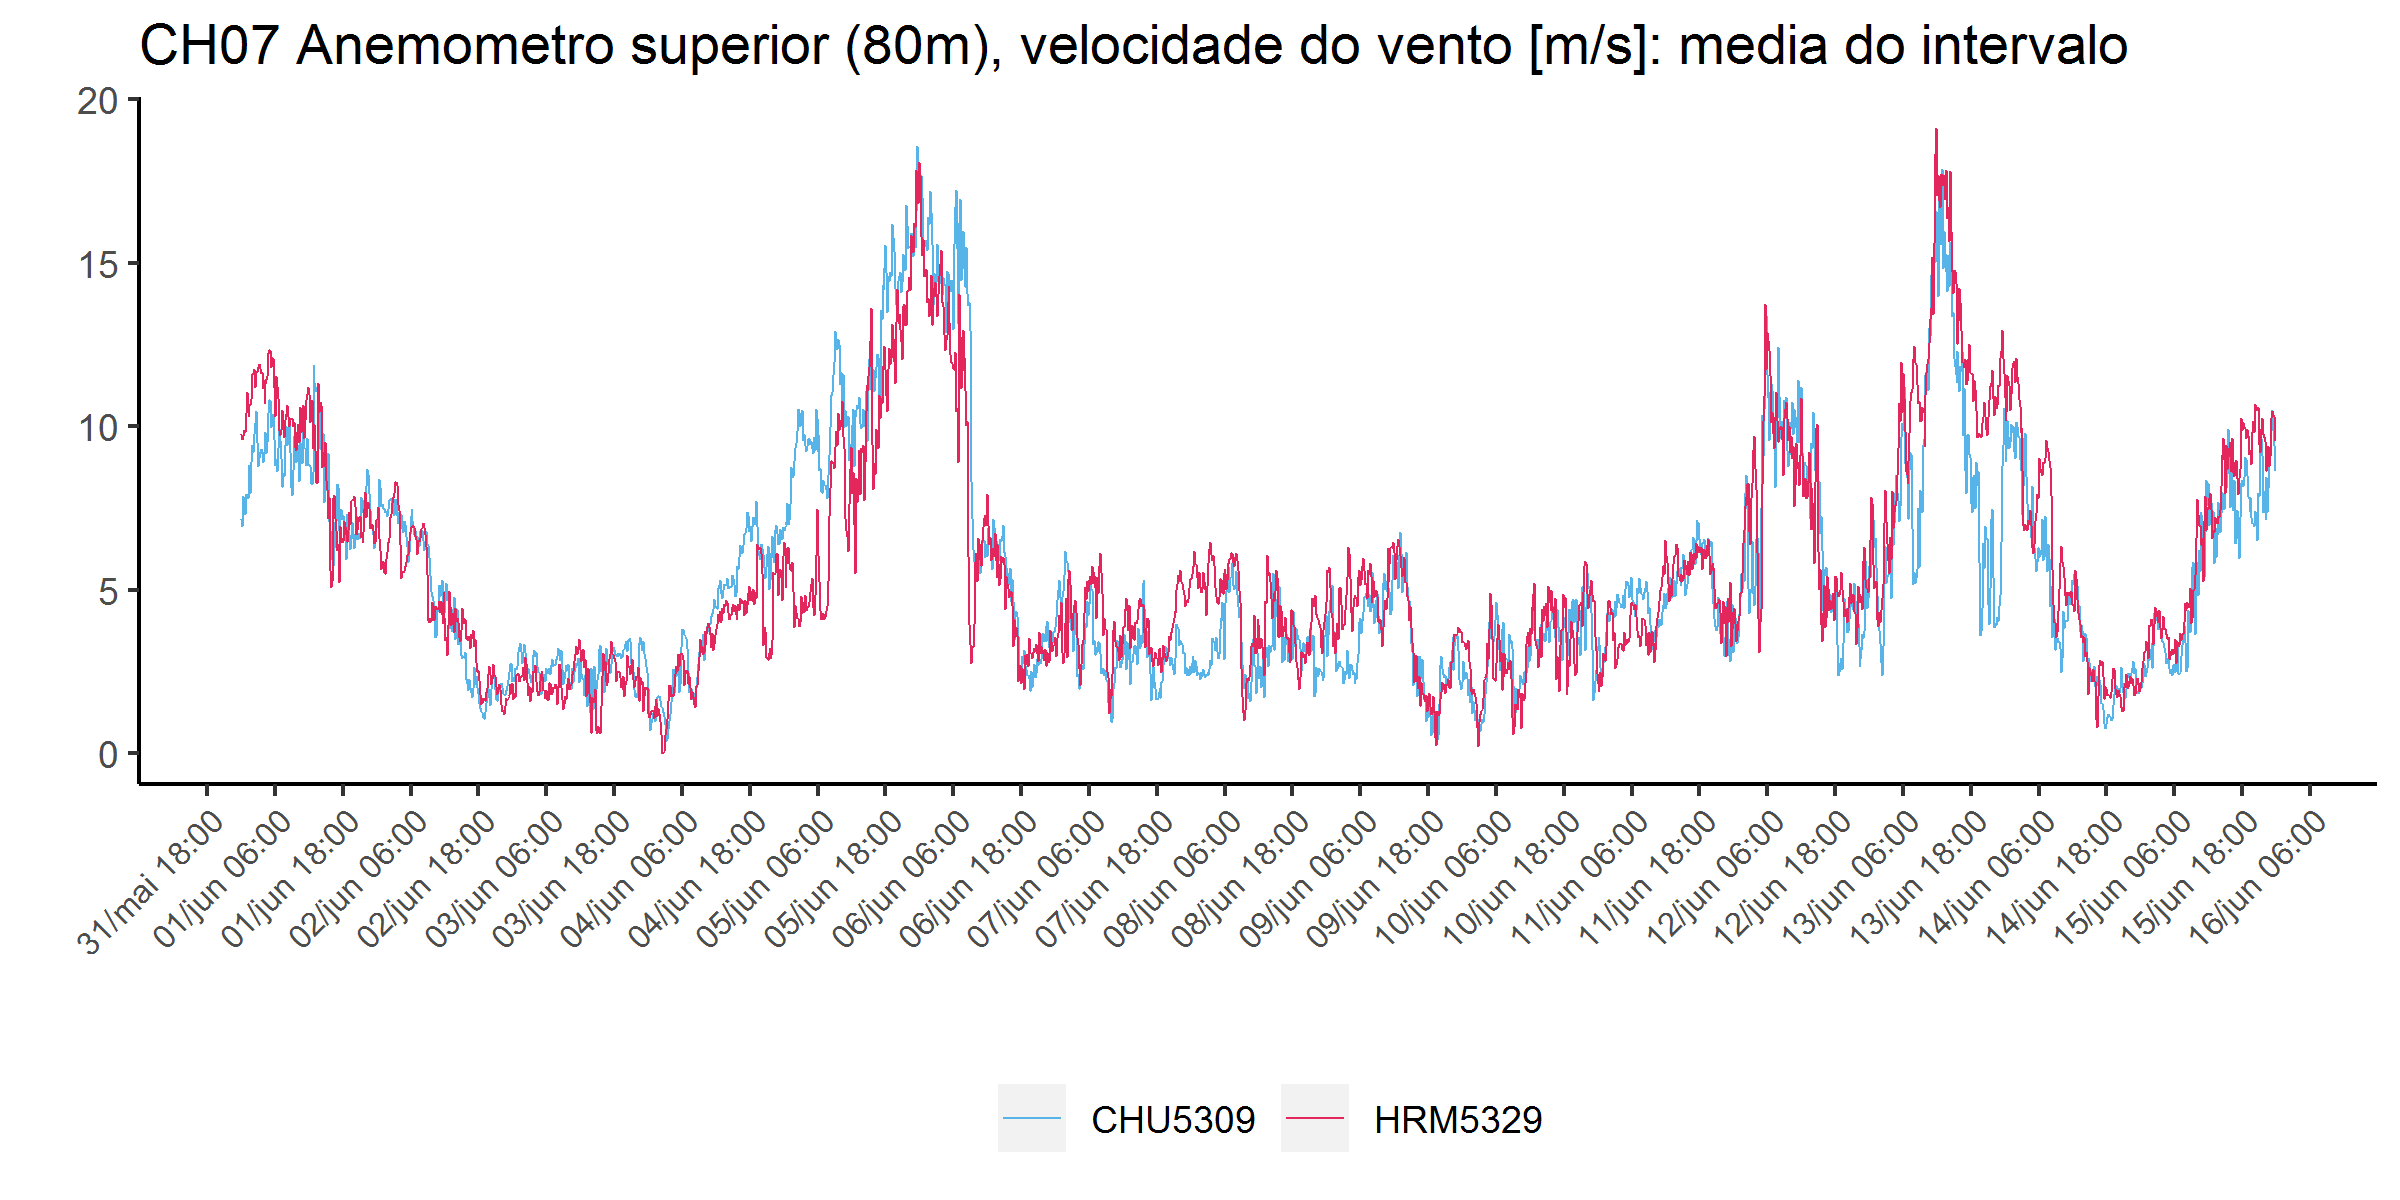 CH07 Anemometro superior (80m), velocidade do vento [m/s]: media do intervalo
20
15
10
5
0
31/mai 18:00
01/jun 06:00
01/jun 18:00
02/jun 06:00
02/jun 18:00
03/jun 06:00
03/jun 18:00
04/jun 06:00
04/jun 18:00
05/jun 06:00
05/jun 18:00
06/jun 06:00
06/jun 18:00
07/jun 06:00
07/jun 18:00
08/jun 06:00
08/jun 18:00
09/jun 06:00
09/jun 18:00
10/jun 06:00
10/jun 18:00
11/jun 06:00
11/jun 18:00
12/jun 06:00
12/jun 18:00
13/jun 06:00
13/jun 18:00
14/jun 06:00
14/jun 18:00
15/jun 06:00
15/jun 18:00
16/jun 06:00
CHU5309
HRM5329